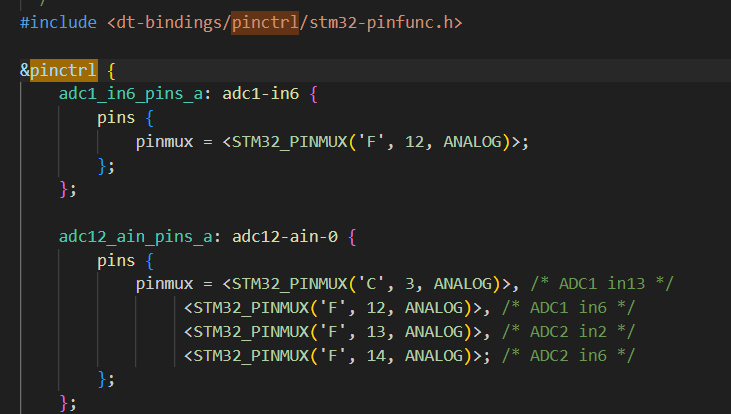 #include <dt-bindings/pinctrl/stm32-pinfunc.h>
&pinctrl {
adc1_in6_pins_a: adc1-in6 {
pins {
pinmux = <STM32_PINMUX('F', 12, ANALOG)>;
};
};
adc12_ain_pins_a: adc12-ain-0 {
pins {
pinmux = <STM32_PINMUX('C', 3, ANALOG)>, /* ADC1 in13 */
<STM32_PINMUX('F', 12, ANALOG)>, /* ADC1 in6 */
<STM32_PINMUX('F', 13, ANALOG)>, /* ADC2 in2 */
<STM32_PINMUX('F', 14, ANALOG)>; /* ADC2 in6 */
};
};